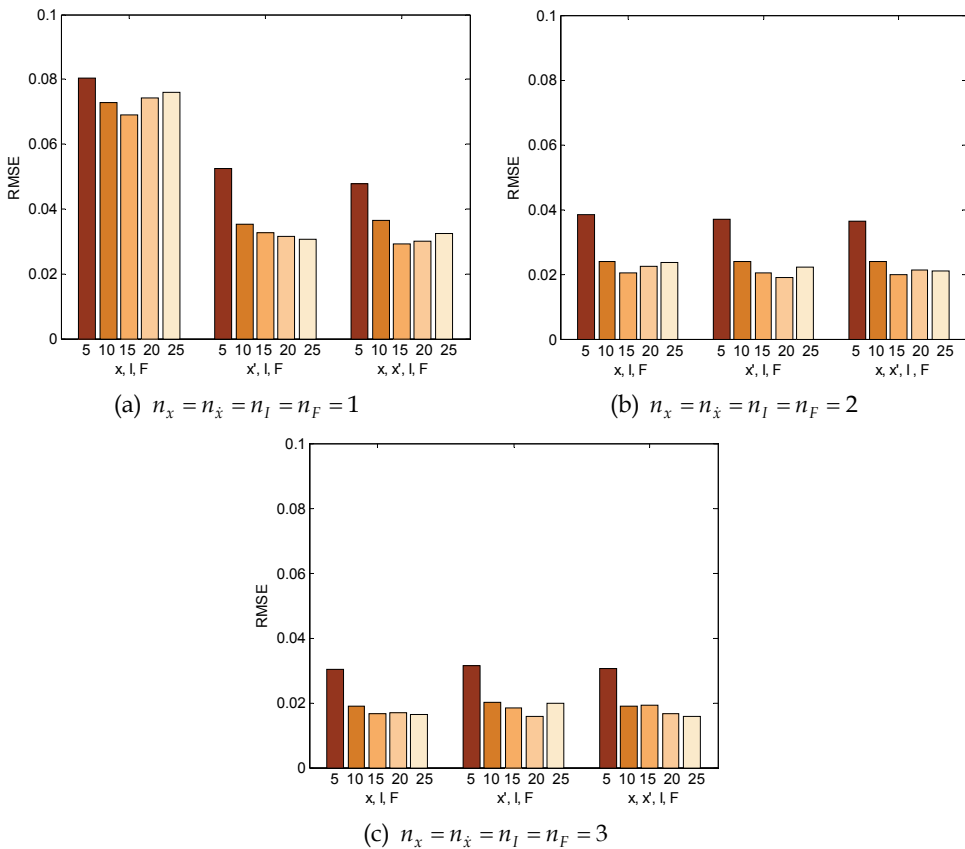 0.1
0.08
0.06
0.04
0.02
0
RMSE
5 10 15 20 25 5 10 15 20 25 5 10 15 20 25
x, I, F x', I, F x, x', I, F
(a) n_x = n_ẋ = n_I = n_F = 1
0.1
0.08
0.06
0.04
0.02
0
RMSE
5 10 15 20 25 5 10 15 20 25 5 10 15 20 25
x, I, F x', I, F x, x', I , F
(b) n_x = n_ẋ = n_I = n_F = 2
0.1
0.08
0.06
0.04
0.02
0
RMSE
5 10 15 20 25 5 10 15 20 25 5 10 15 20 25
x, I, F x', I, F x, x', I, F
(c) n_x = n_ẋ = n_I = n_F = 3